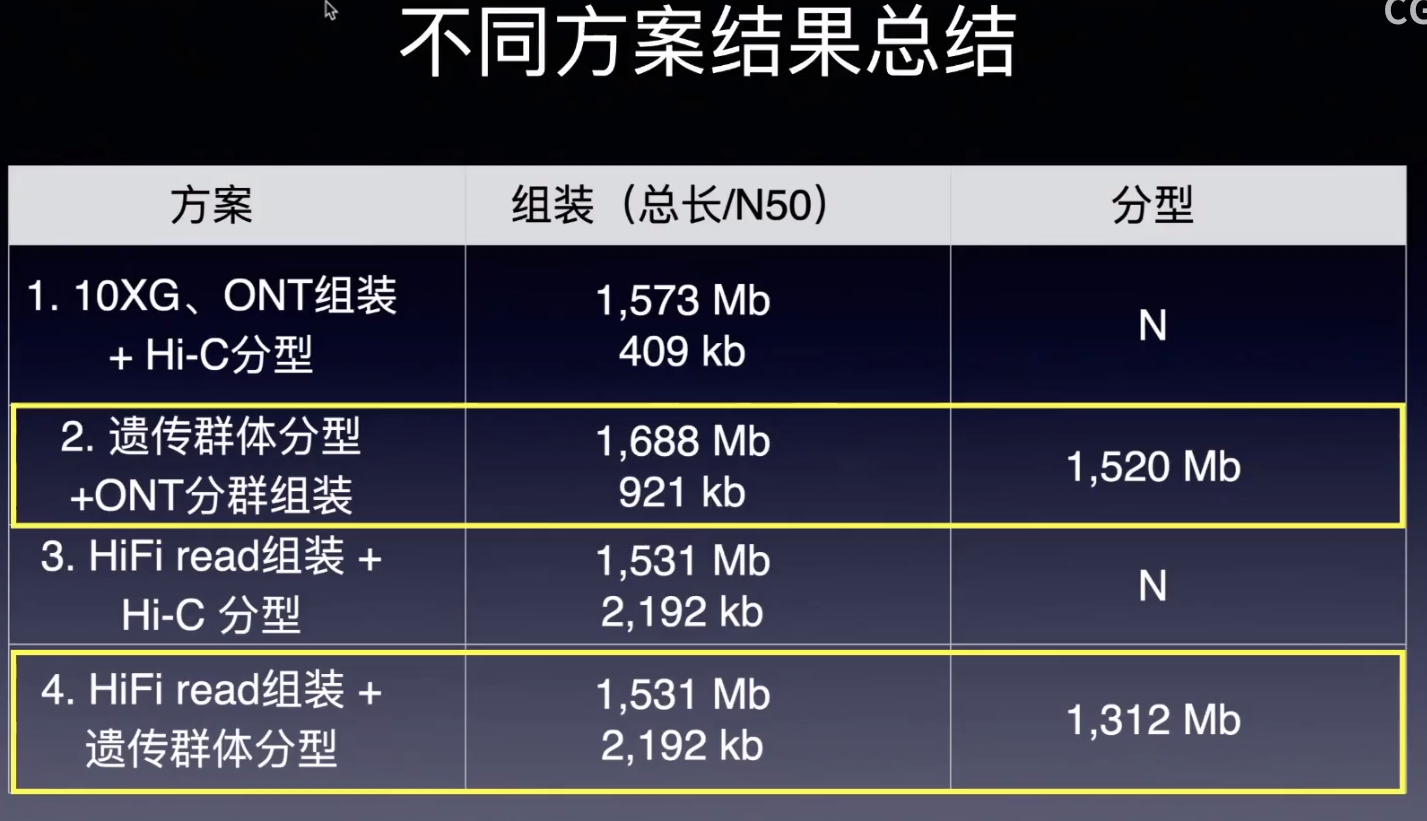 CG
不同方案结果总结
方案
组装（总长/N50）
分型
1. 10XG、ONT组装
+ Hi-C分型
1,573 Mb
409 kb
N
2. 遗传群体分型
+ONT分群组装
1,688 Mb
921 kb
1,520 Mb
3. HiFi read组装 +
Hi-C 分型
1,531 Mb
2,192 kb
N
4. HiFi read组装 +
遗传群体分型
1,531 Mb
2,192 kb
1,312 Mb